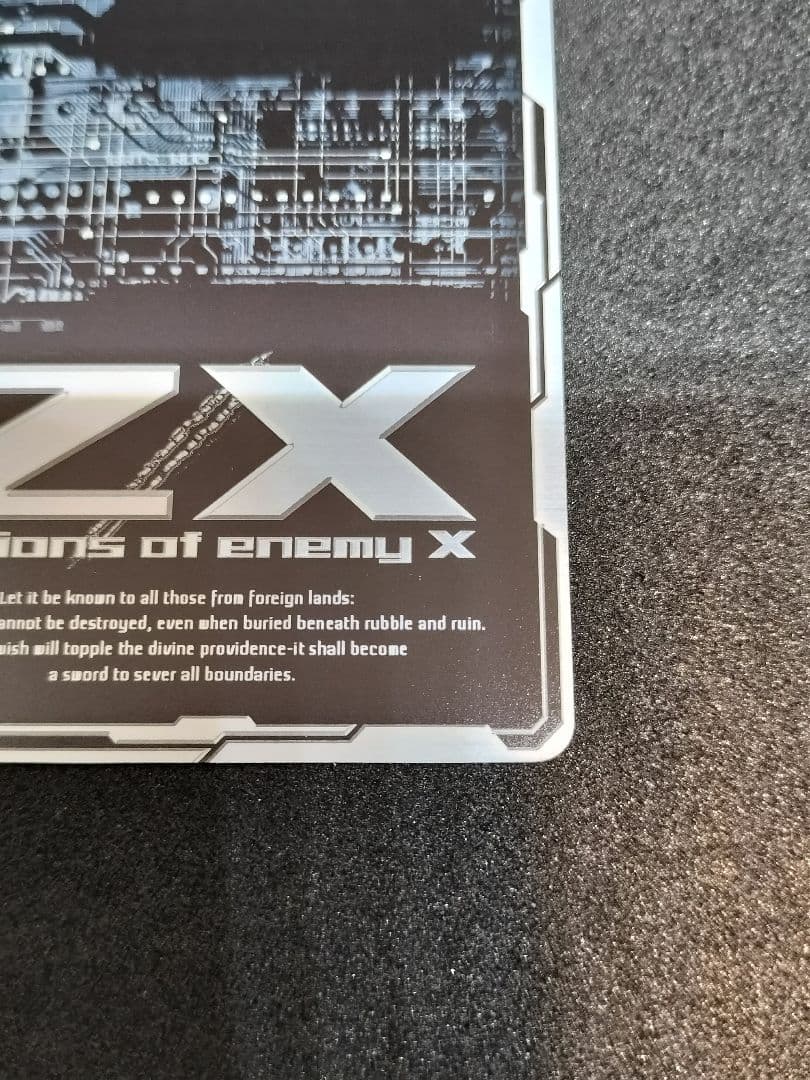 ZX
ions of enemy X
Let it be known to all those from foreign lands:
annot be destroyed, even when buried beneath rubble and ruin.
wish will topple the divine providence-it shall become
a sword to sever all boundaries.